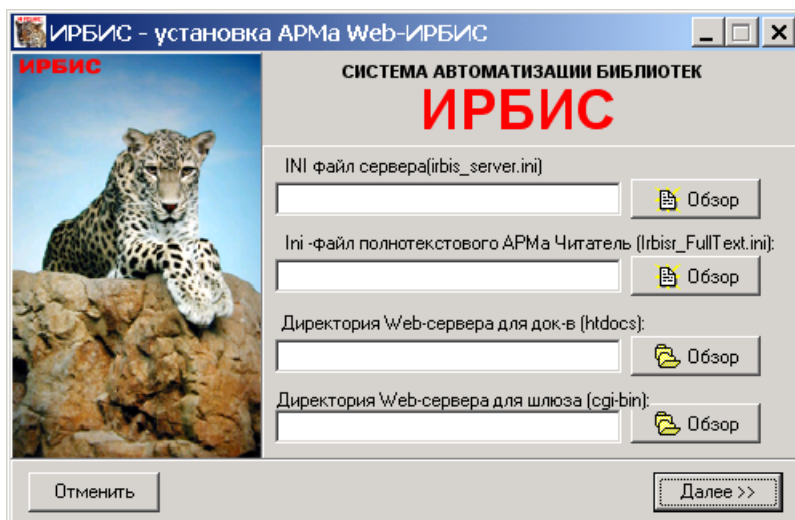 ИРБИС - установка АРМа Web-ИРБИС
ИРБИС
СИСТЕМА АВТОМАТИЗАЦИИ БИБЛИОТЕК
ИРБИС
INI файл сервера(irbis_server.ini)
Обзор
Ini -файл полнотекстового АРМа Читатель (Irbisr_FullText.ini):
Обзор
Директория Web-сервера для док-в (htdocs):
Обзор
Директория Web-сервера для шлюза (cgi-bin):
Обзор
Отменить
Далее >>